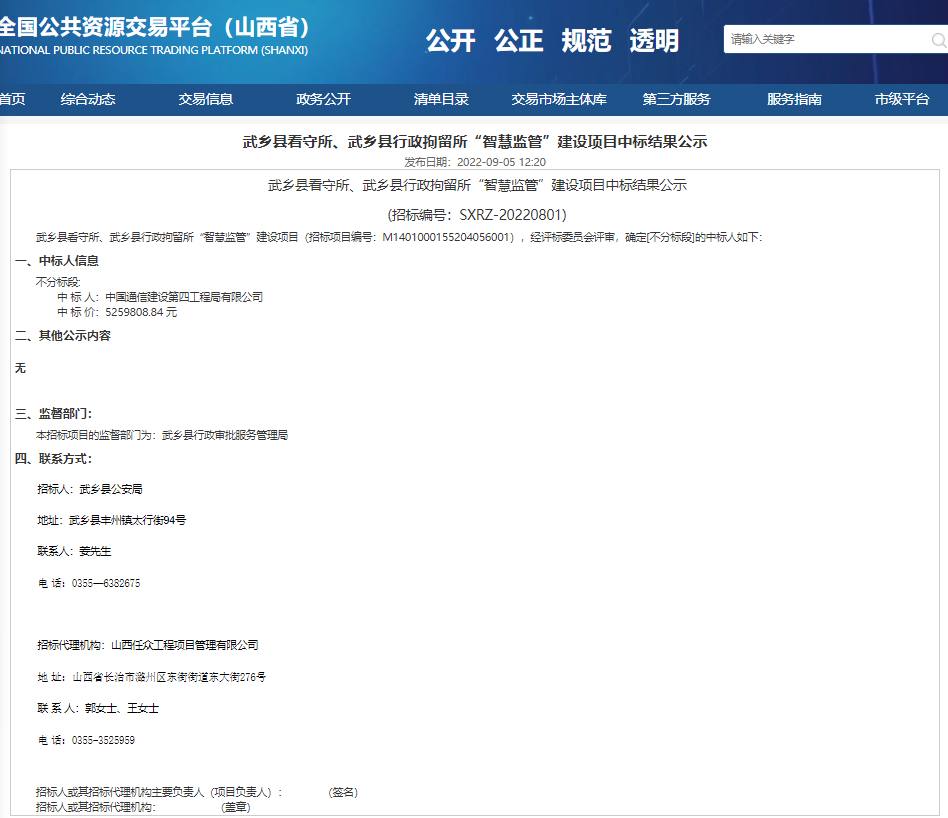 全国公共资源交易平台（山西省）
NATIONAL PUBLIC RESOURCE TRADING PLATFORM (SHANXI)
公开 公正 规范 透明
请输入关键字
首页 综合动态 交易信息 政务公开 清单目录 交易市场主体库 第三方服务 服务指南 市级平台
武乡县看守所、武乡县行政拘留所“智慧监管”建设项目中标结果公示
发布日期：2022-09-05 12:20
武乡县看守所、武乡县行政拘留所“智慧监管”建设项目中标结果公示
(招标编号：SXRZ-20220801)
武乡县看守所、武乡县行政拘留所“智慧监管”建设项目（招标项目编号：M1401000155204056001），经评标委员会评审，确定[不分标段]的中标人如下：
一、中标人信息
不分标段:
中 标 人：中国通信建设第四工程局有限公司
中 标 价：5259808.84 元
二、其他公示内容
无
三、监督部门：
本招标项目的监督部门为：武乡县行政审批服务管理局
四、联系方式：
招标人：武乡县公安局
地址：武乡县丰州镇太行街94号
联系人：姜先生
电 话：0355—6382675
招标代理机构：山西任众工程项目管理有限公司
地 址：山西省长治市潞州区东街街道东大街276号
联 系 人：郭女士、王女士
电 话：0355-3525959
招标人或其招标代理机构主要负责人（项目负责人）： （签名）
招标人或其招标代理机构： （盖章）